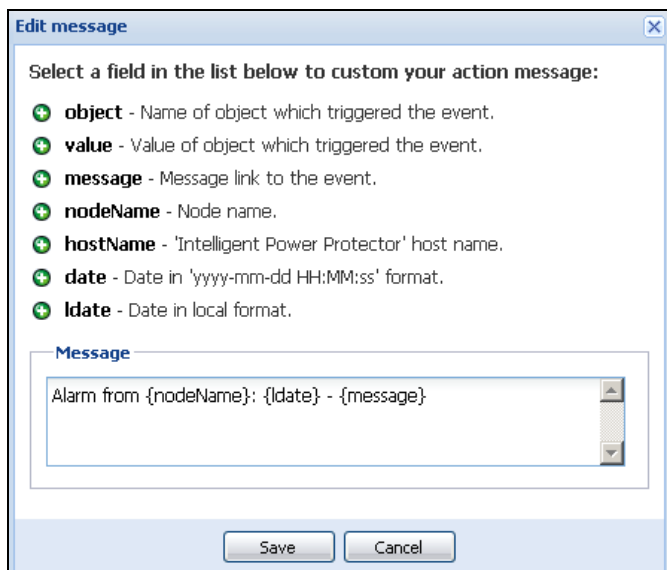 Edit message
Select a field in the list below to custom your action message:
object - Name of object which triggered the event.
value - Value of object which triggered the event.
message - Message link to the event.
nodeName - Node name.
hostName - 'Intelligent Power Protector' host name.
date - Date in 'yyyy-mm-dd HH:MM:ss' format.
ldate - Date in local format.
Message
Alarm from {nodeName}: {ldate} - {message}
Save Cancel